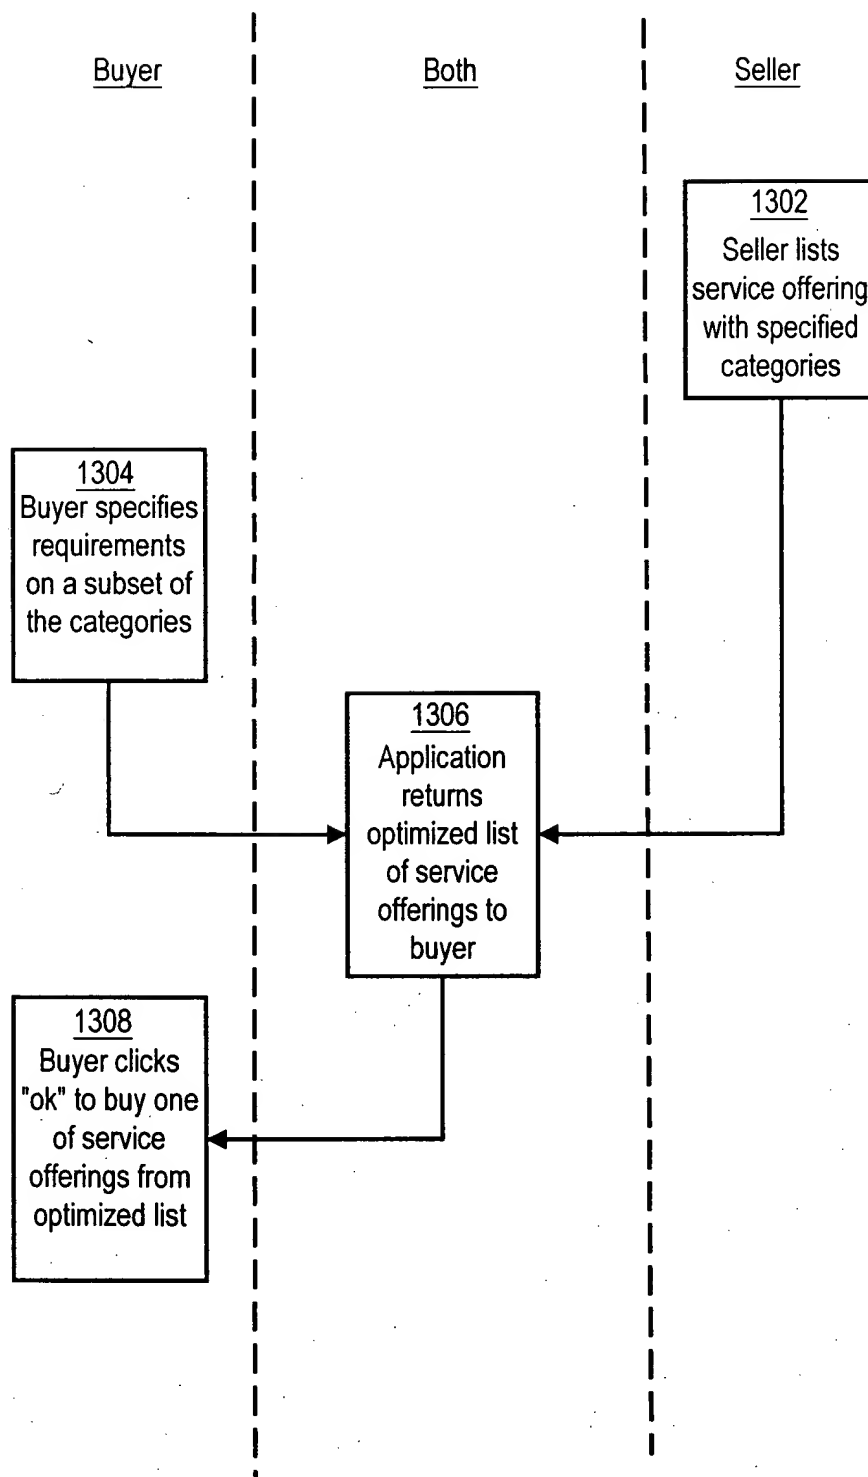 Buyer
Both
Seller
1302
Seller lists
service offering
with specified
categories
1304
Buyer specifies
requirements
on a subset of
the categories
1306
Application
returns
optimized list
of service
offerings to
buyer
1308
Buyer clicks
"ok" to buy one
of service
offerings from
optimized list